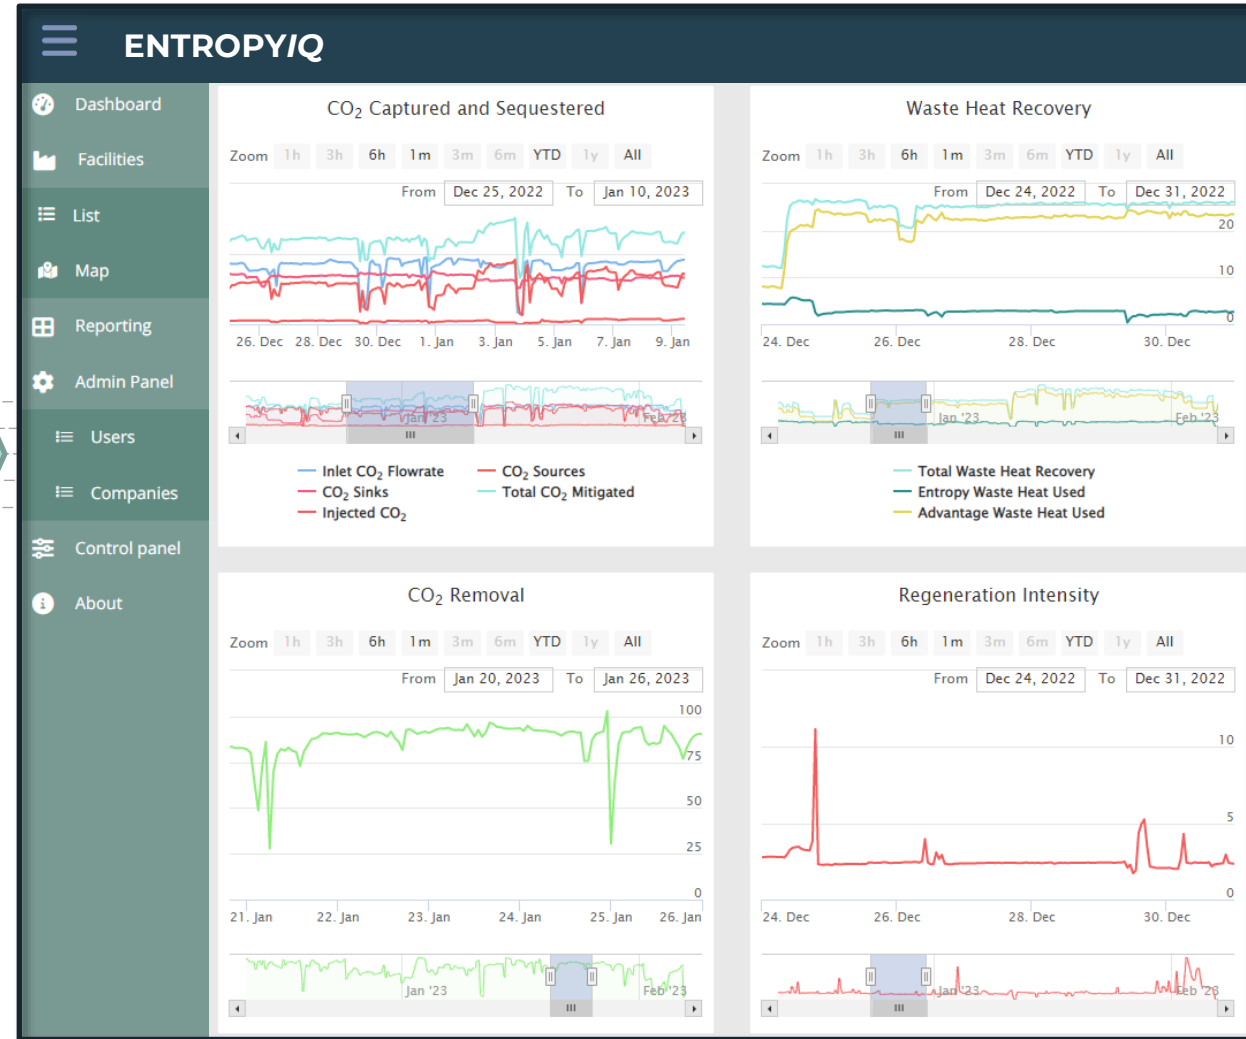 ENTROPYIQ
Dashboard
Facilities
List
Map
Reporting
Admin Panel
Users
Companies
Control panel
About
CO₂ Captured and Sequestered
Zoom 1h 3h 6h 1m 3m 6m YTD 1y All
From Dec 25, 2022 To Jan 10, 2023
26. Dec 28. Dec 30. Dec 1. Jan 3. Jan 5. Jan 7. Jan 9. Jan
Jan '23 Feb '23
Inlet CO₂ Flowrate CO₂ Sources
CO₂ Sinks Total CO₂ Mitigated
Injected CO₂
Waste Heat Recovery
Zoom 1h 3h 6h 1m 3m 6m YTD 1y All
From Dec 24, 2022 To Dec 31, 2022
20
10
0
24. Dec 26. Dec 28. Dec 30. Dec
Jan '23 Feb '23
Total Waste Heat Recovery
Entropy Waste Heat Used
Advantage Waste Heat Used
CO₂ Removal
Zoom 1h 3h 6h 1m 3m 6m YTD 1y All
From Jan 20, 2023 To Jan 26, 2023
100
75
50
25
0
21. Jan 22. Jan 23. Jan 24. Jan 25. Jan 26. Jan
Jan '23 Feb '23
Regeneration Intensity
Zoom 1h 3h 6h 1m 3m 6m YTD 1y All
From Dec 24, 2022 To Dec 31, 2022
10
5
0
24. Dec 26. Dec 28. Dec 30. Dec
Jan '23 Feb '23